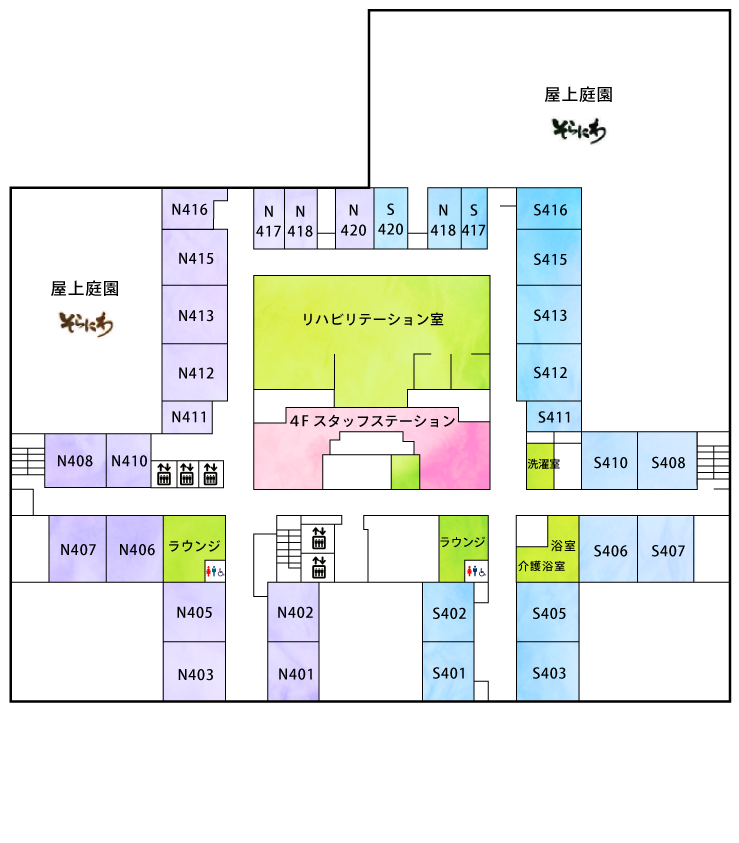 屋上庭園
そらにわ
N416
N
417
N
418
N
420
S
420
N
418
S
417
S416
N415
S415
屋上庭園
そらにわ
N413
リハビリテーション室
S413
N412
S412
N411
4Fスタッフステーション
S411
N408
N410
洗濯室
S410
S408
N407
N406
ラウンジ
ラウンジ
浴室
介護浴室
S406
S407
N405
N402
S402
S405
N403
N401
S401
S403